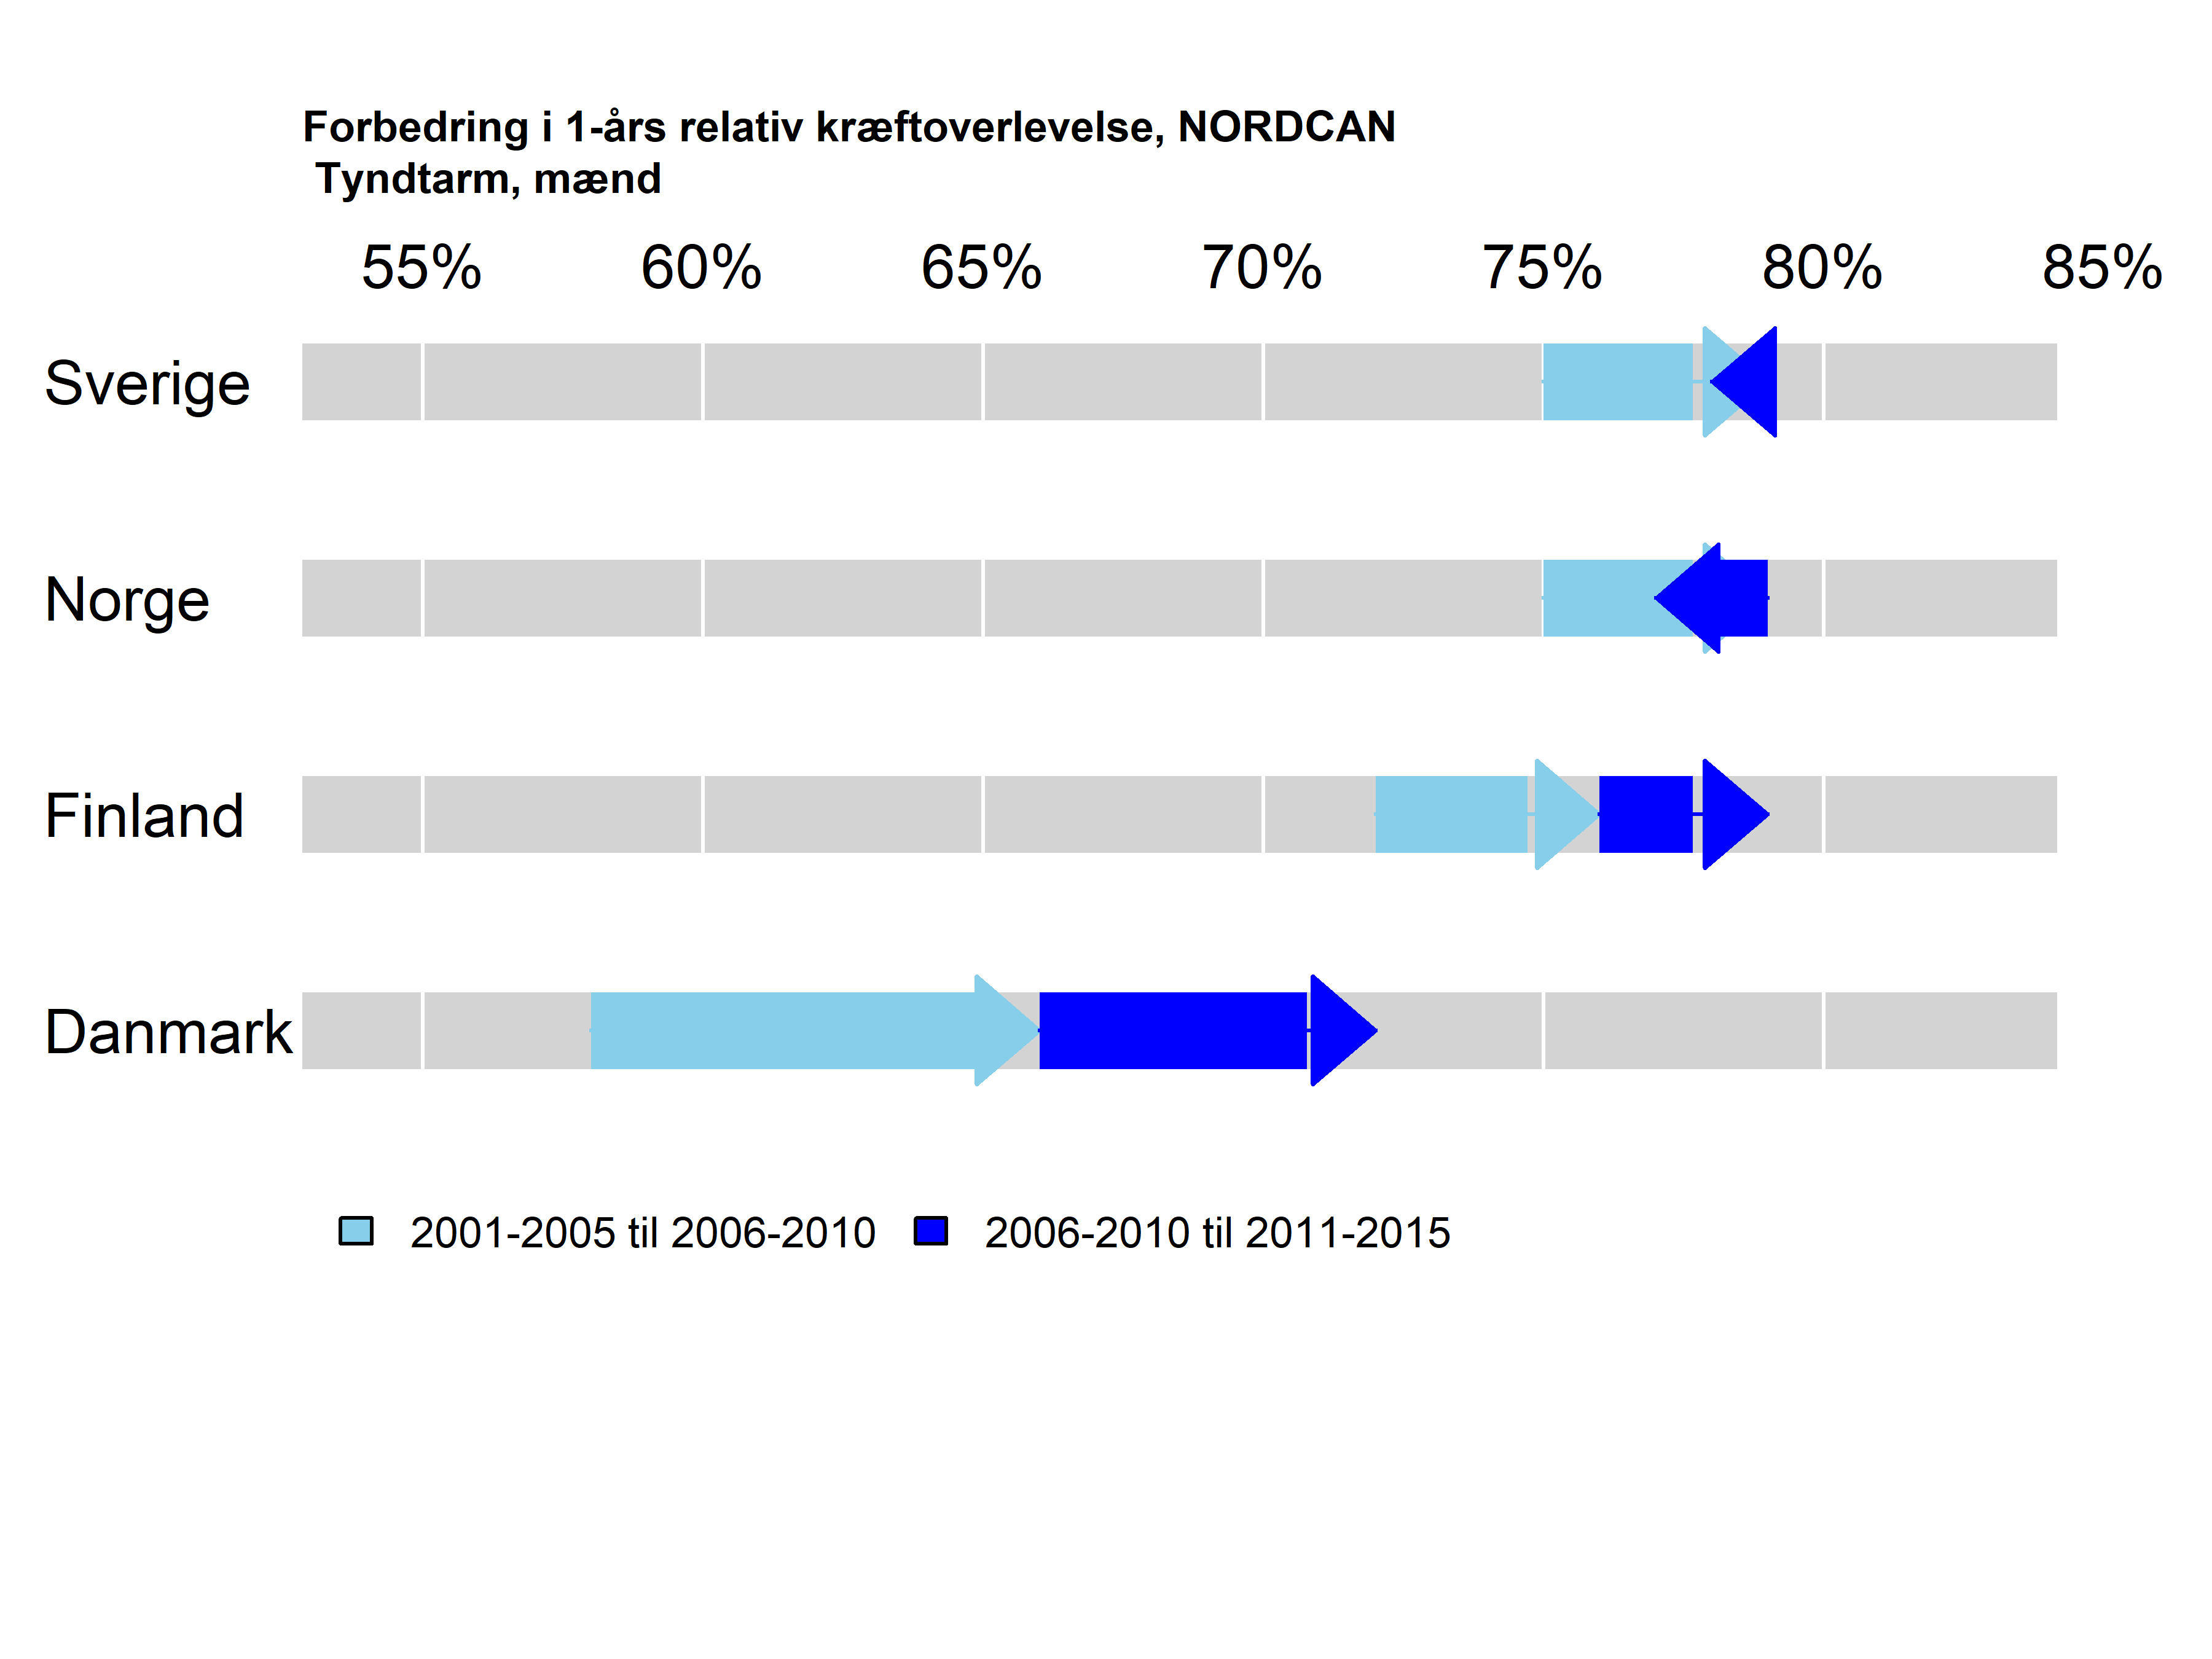 Forbedring i 1-års relativ kræftoverlevelse, NORDCAN
Tyndtarm, mænd
55% 60% 65% 70% 75% 80% 85%
Sverige
Norge
Finland
Danmark
2001-2005 til 2006-2010 2006-2010 til 2011-2015